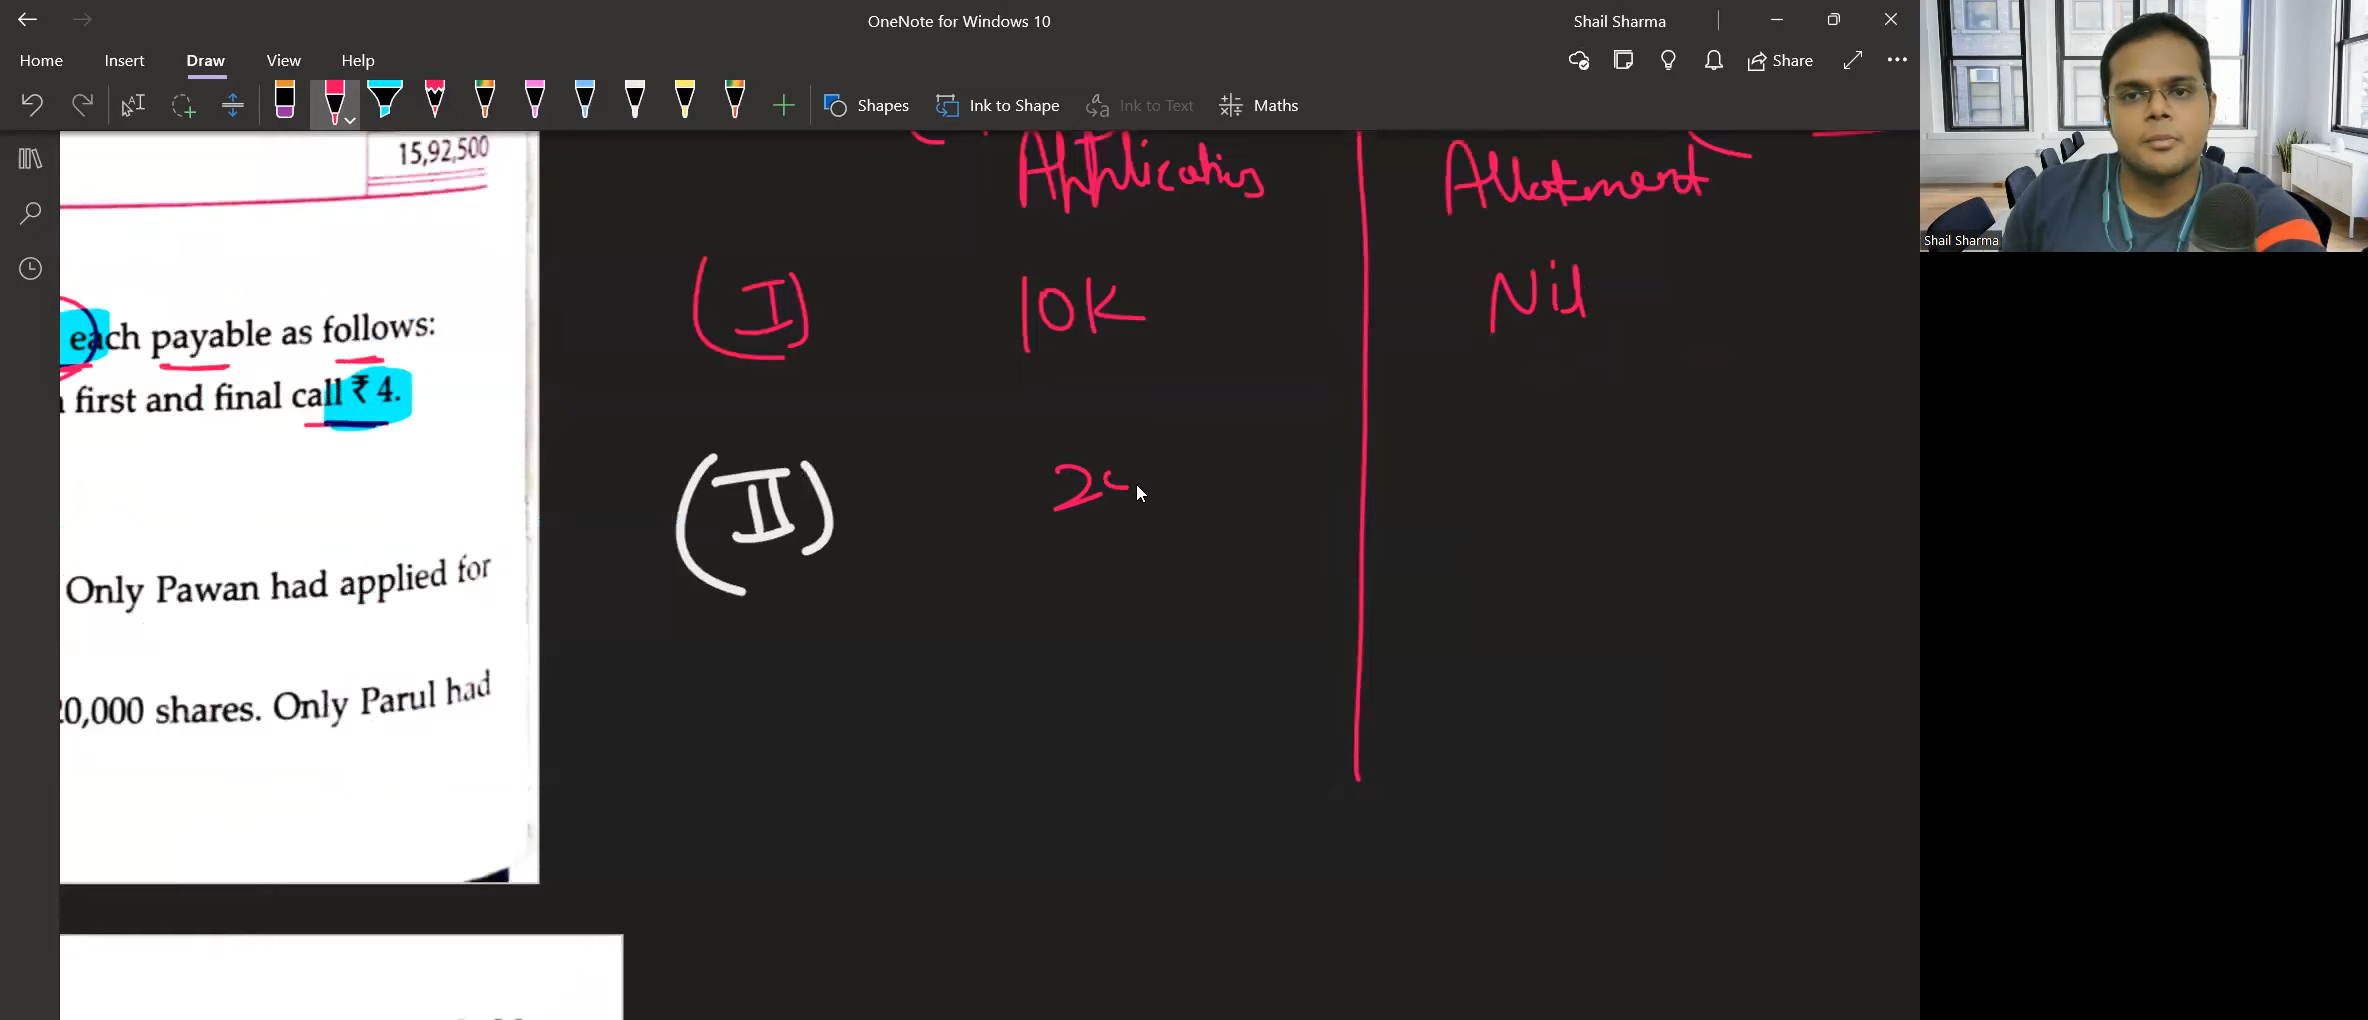 OneNote for Windows 10
Shail Sharma
Home Insert Draw View Help
Share
Shapes Ink to Shape Ink to Text Maths
Shail Sharma
15,92,500
each payable as follows:
first and final call ₹ 4.
Only Pawan had applied for
0,000 shares. Only Parul had
Applications Allotment
(I) 10K Nil
(II) 2